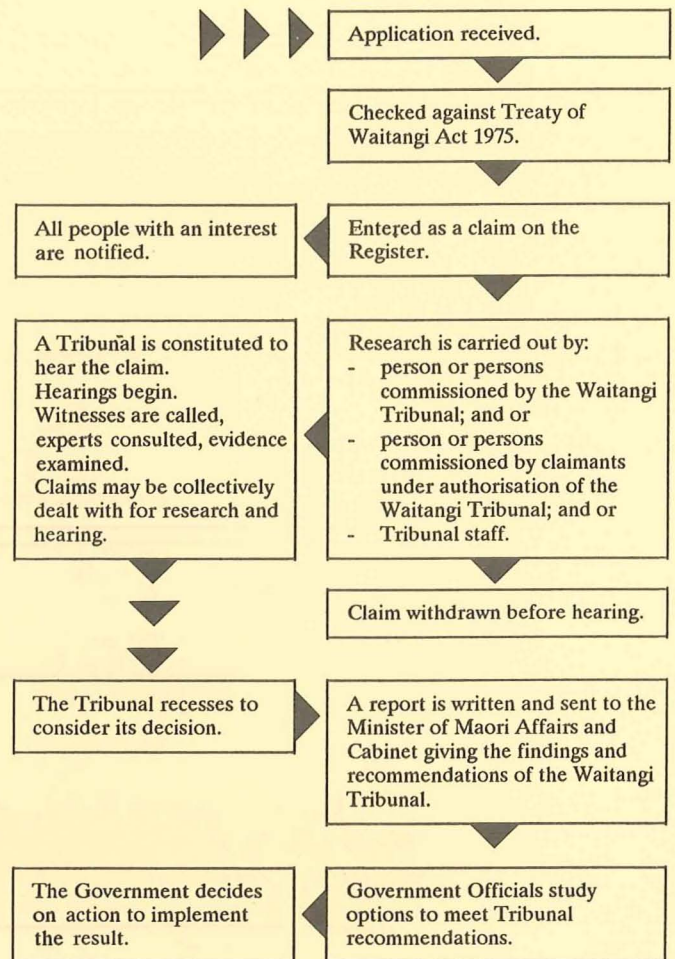 Application received.
Checked against Treaty of
Waitangi Act 1975.
Entered as a claim on the
Register.
All people with an interest
are notified.
Research is carried out by:
- person or persons
commissioned by the Waitangi
Tribunal; and or
- person or persons
commissioned by claimants
under authorisation of the
Waitangi Tribunal; and or
- Tribunal staff.
A Tribunal is constituted to
hear the claim.
Hearings begin.
Witnesses are called,
experts consulted, evidence
examined.
Claims may be collectively
dealt with for research and
hearing.
Claim withdrawn before hearing.
The Tribunal recesses to
consider its decision.
A report is written and sent to the
Minister of Maori Affairs and
Cabinet giving the findings and
recommendations of the Waitangi
Tribunal.
Government Officials study
options to meet Tribunal
recommendations.
The Government decides
on action to implement
the result.